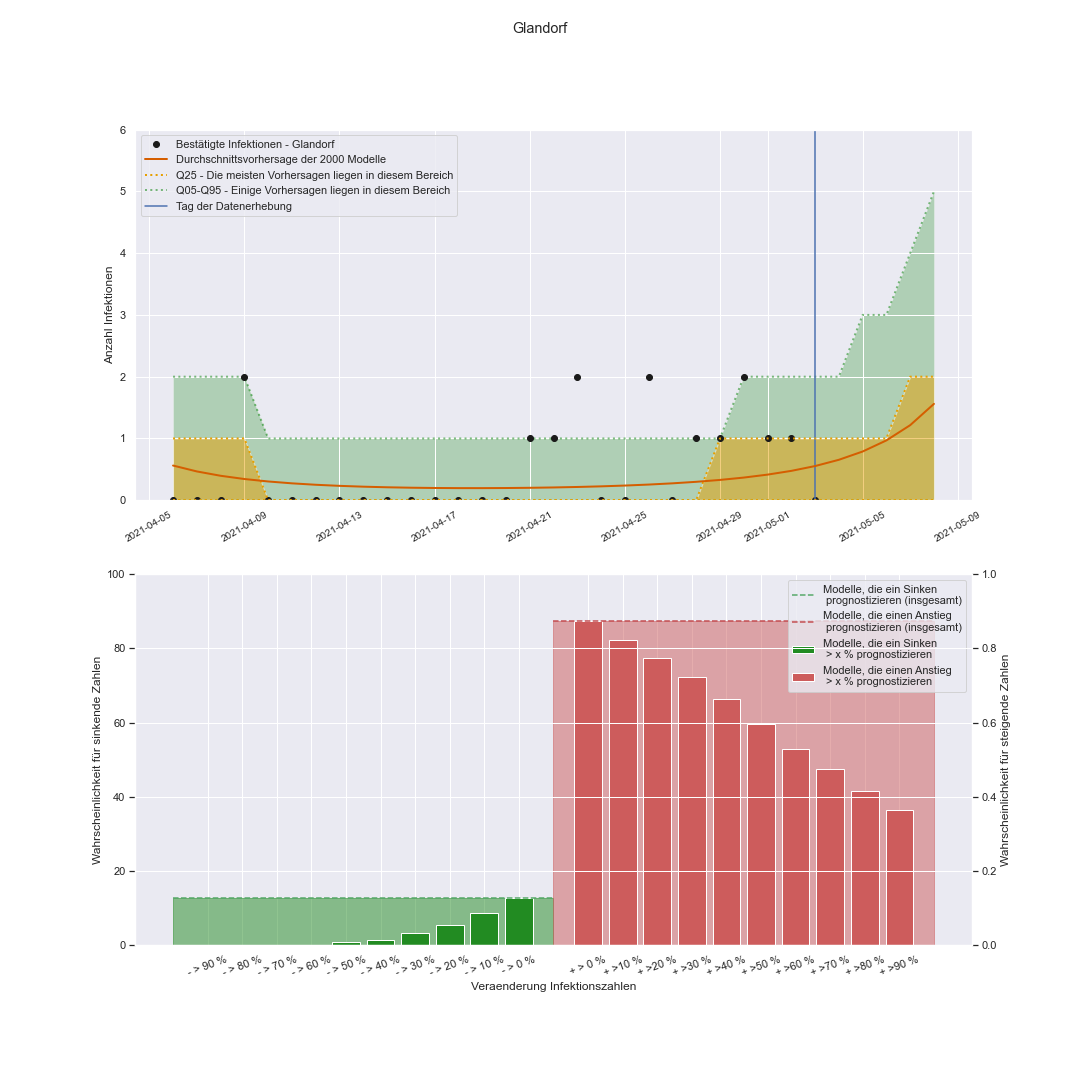 Glandorf
6
5
4
3
2
1
0
Anzahl Infektionen
Bestätigte Infektionen - Glandorf
Durchschnittsvorhersage der 2000 Modelle
Q25 - Die meisten Vorhersagen liegen in diesem Bereich
Q05-Q95 - Einige Vorhersagen liegen in diesem Bereich
Tag der Datenerhebung
2021-04-05
2021-04-09
2021-04-13
2021-04-17
2021-04-21
2021-04-25
2021-04-29
2021-05-01
2021-05-05
2021-05-09
100
80
60
40
20
0
Wahrscheinlichkeit für sinkende Zahlen
Modelle, die ein Sinken
prognostizieren (insgesamt)
Modelle, die einen Anstieg
prognostizieren (insgesamt)
Modelle, die ein Sinken
> x % prognostizieren
Modelle, die einen Anstieg
> x % prognostizieren
1.0
0.8
0.6
0.4
0.2
0.0
Wahrscheinlichkeit für steigende Zahlen
- > 90 %
- > 80 %
- > 70 %
- > 60 %
- > 50 %
- > 40 %
- > 30 %
- > 20 %
- > 10 %
- > 0 %
+ > 0 %
+ >10 %
+ >20 %
+ >30 %
+ >40 %
+ >50 %
+ >60 %
+ >70 %
+ >80 %
+ >90 %
Veraenderung Infektionszahlen